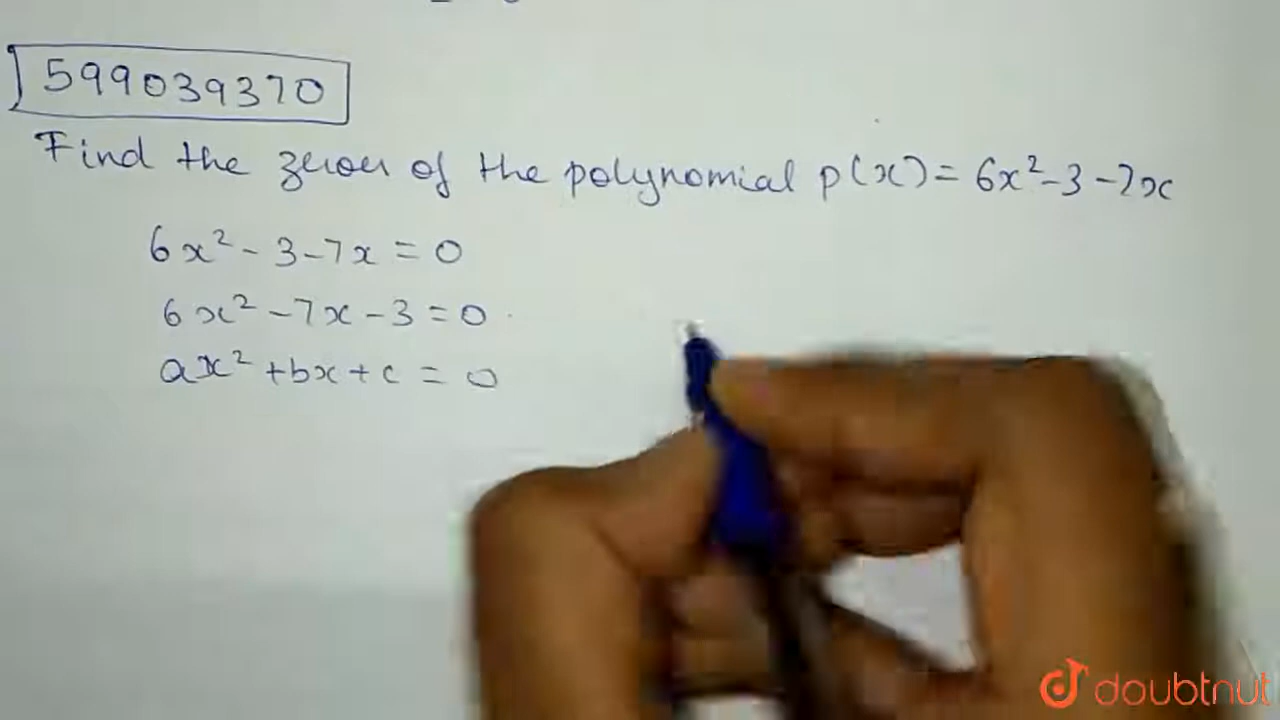 599039370
Find the zeroes of the polynomial p(x) = 6x² - 3 - 7x
6x² - 3 - 7x = 0
6x² - 7x - 3 = 0
ax² + bx + c = 0
doubtnut